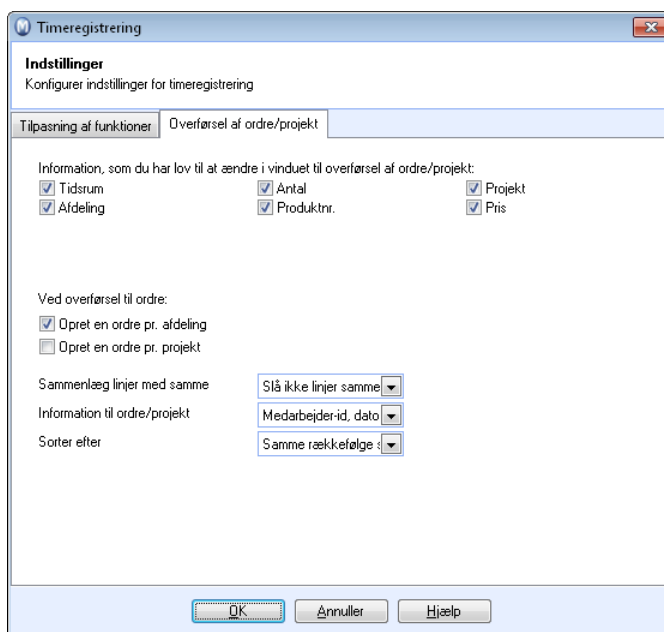 Timeregistrering
Indstillinger
Konfigurer indstillinger for timeregistrering
Tilpasning af funktioner Overførsel af ordre/projekt
Information, som du har lov til at ændre i vinduet til overførsel af ordre/projekt:
Tidsrum Antal Projekt
Afdeling Produktnr. Pris
Ved overførsel til ordre:
Opret en ordre pr. afdeling
Opret en ordre pr. projekt
Sammenlæg linjer med samme Slå ikke linjer samme
Information til ordre/projekt Medarbejder-id, dato
Sorter efter Samme rækkefølge s
OK Annuller Hjælp